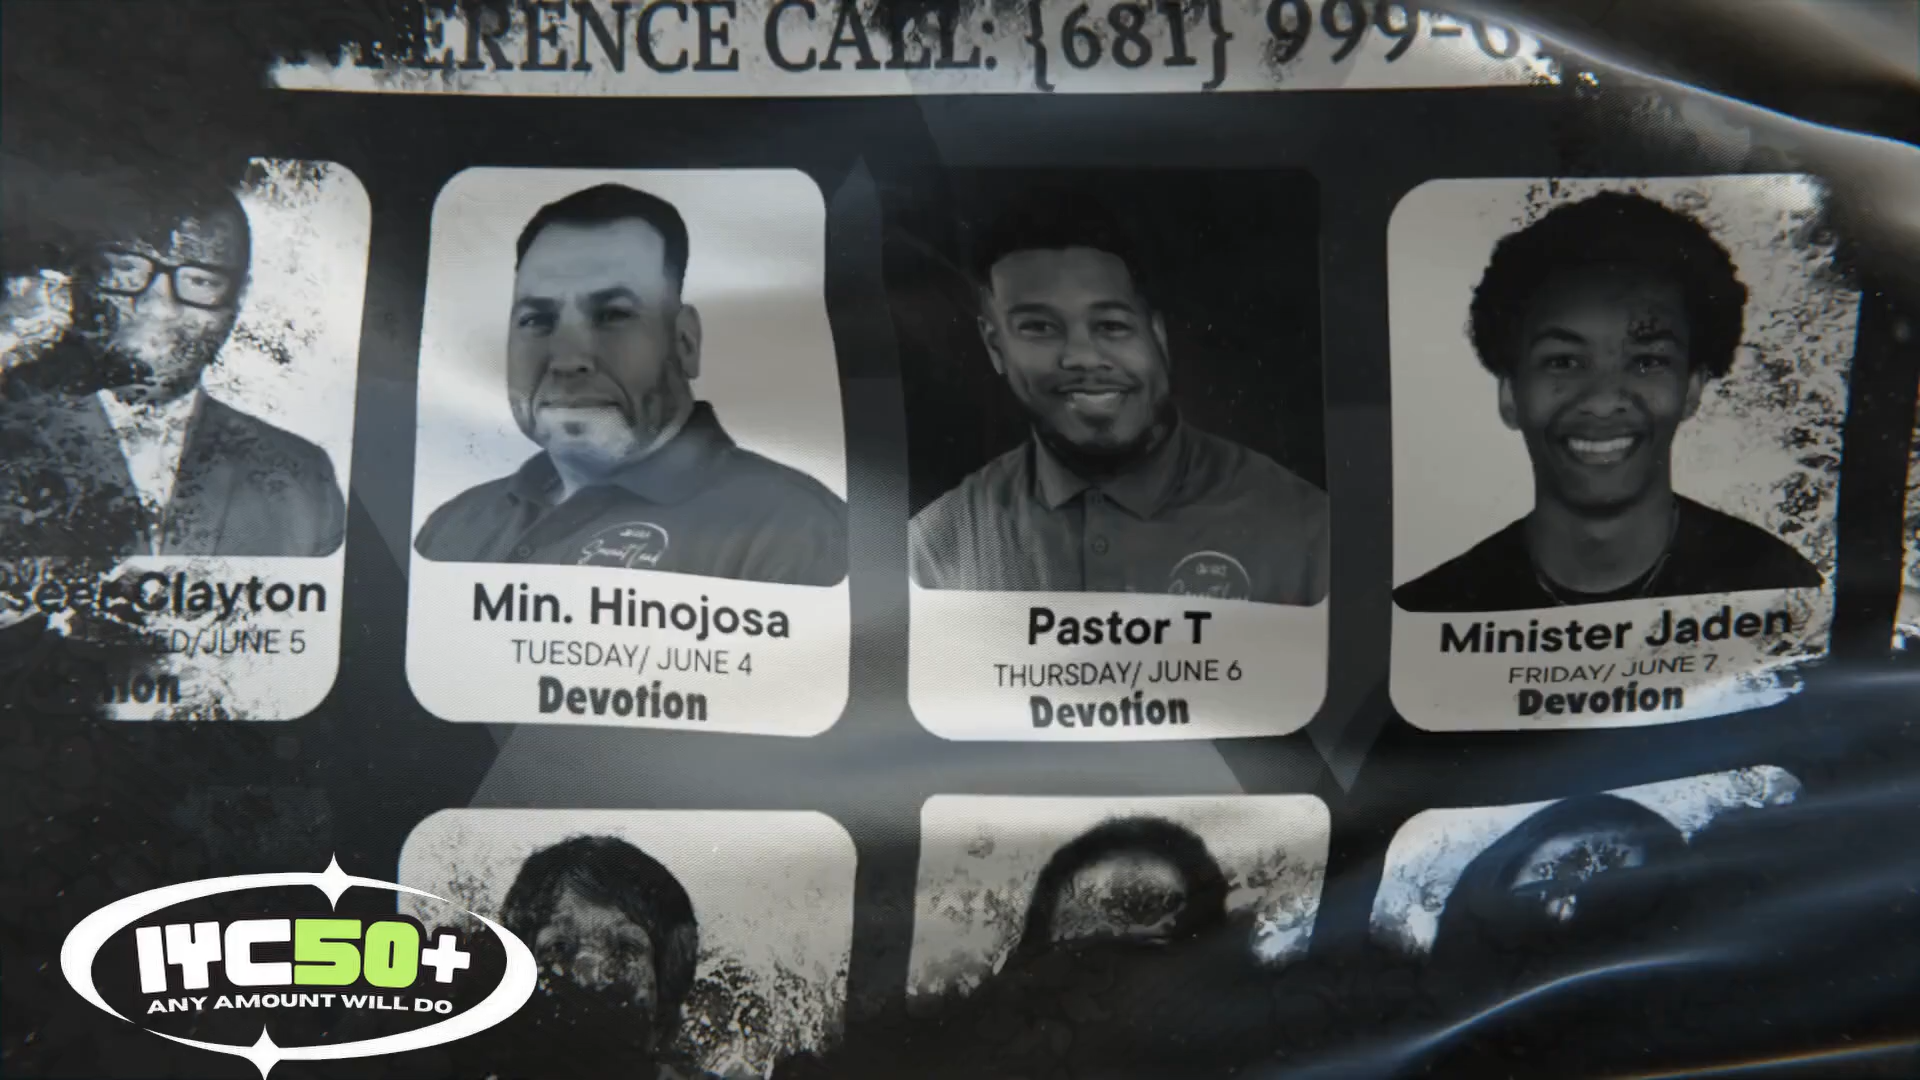 CALL: {681} 999-
Clayton
WED/JUNE 5
Min. Hinojosa
TUESDAY/ JUNE 4
Devotion
Pastor T
THURSDAY/ JUNE 6
Devotion
Minister Jaden
FRIDAY/ JUNE 7
Devotion
IYC50+
ANY AMOUNT WILL DO